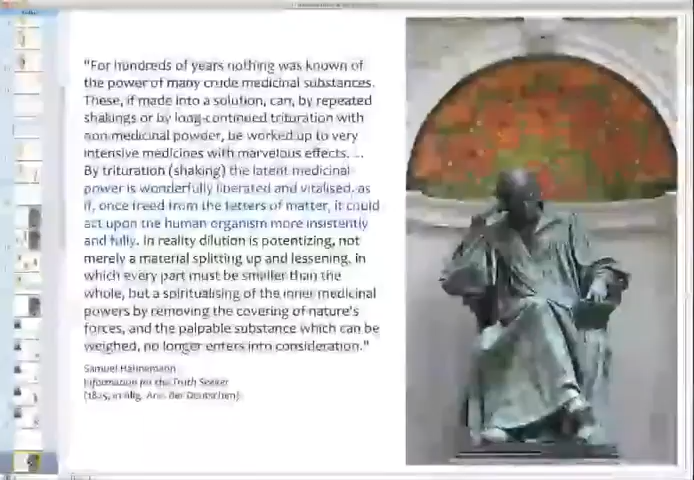 "For hundreds of years nothing was known of
the power of many crude medicinal substances.
These, if made into a solution, can, by repeated
shakings or by long-continued trituration with
non medicinal powder, be worked up to very
intensive medicines with marvelous effects. ...
By trituration (shaking) the latent medicinal
power is wonderfully liberated and vitalised, as
if, once freed from the fetters of matter, it could
act upon the human organism more insistently
and fully. In reality dilution is potentizing, not
merely a material splitting up and lessening, in
which every part must be smaller than the
whole, but a spiritualising of the inner medicinal
powers by removing the covering of nature's
forces, and the palpable substance which can be
weighed, no longer enters into consideration."
Samuel Hahnemann
Information for the Truth Seeker
(1825, in Allg. Anz. der Deutschen)